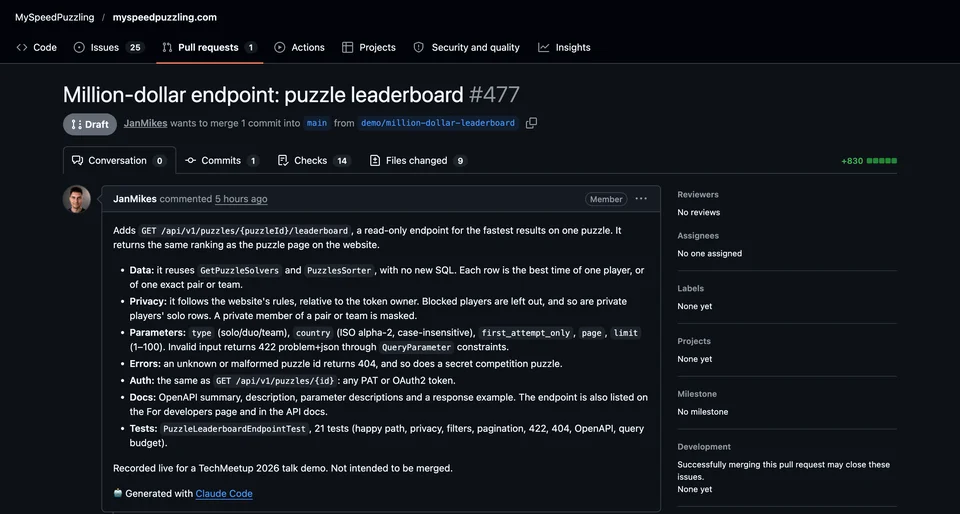 MySpeedPuzzling / myspeedpuzzling.com
Code Issues 25 Pull requests 1 Actions Projects Security and quality Insights
Million-dollar endpoint: puzzle leaderboard #477
Draft JanMikes wants to merge 1 commit into main from demo/million-dollar-leaderboard
Conversation 0 Commits 1 Checks 14 Files changed 9 +830
JanMikes commented 5 hours ago Member ...
Adds GET /api/v1/puzzles/{puzzleId}/leaderboard, a read-only endpoint for the fastest results on one puzzle. It
returns the same ranking as the puzzle page on the website.
• Data: it reuses GetPuzzleSolvers and PuzzlesSorter, with no new SQL. Each row is the best time of one player, or
of one exact pair or team.
• Privacy: it follows the website's rules, relative to the token owner. Blocked players are left out, and so are private
players' solo rows. A private member of a pair or team is masked.
• Parameters: type (solo/duo/team), country (ISO alpha-2, case-insensitive), first_attempt_only, page, limit
(1–100). Invalid input returns 422 problem+json through QueryParameter constraints.
• Errors: an unknown or malformed puzzle id returns 404, and so does a secret competition puzzle.
• Auth: the same as GET /api/v1/puzzles/{id}: any PAT or OAuth2 token.
• Docs: OpenAPI summary, description, parameter descriptions and a response example. The endpoint is also listed on
the For developers page and in the API docs.
• Tests: PuzzleLeaderboardEndpointTest, 21 tests (happy path, privacy, filters, pagination, 422, 404, OpenAPI, query
budget).
Recorded live for a TechMeetup 2026 talk demo. Not intended to be merged.
🤖 Generated with Claude Code
Reviewers
No reviews
Assignees
No one assigned
Labels
None yet
Projects
None yet
Milestone
No milestone
Development
Successfully merging this pull request may close these
issues.
None yet